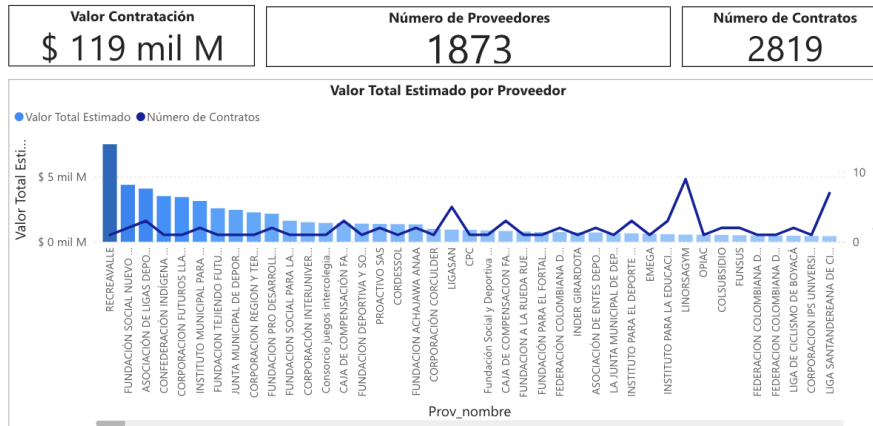 Valor Contratación
$ 119 mil M
Número de Proveedores
1873
Número de Contratos
2819
Valor Total Estimado por Proveedor
Valor Total Estimado
Número de Contratos
Valor Total Esti...
$ 5 mil M
$ 0 mil M
10
0
RECREAVALLE
FUNDACIÓN SOCIAL NUEVO ...
ASOCIACIÓN DE LIGAS DEPO...
CONFEDERACIÓN INDÍGENA ...
CORPORACION FUTUROS LLA...
INSTITUTO MUNICIPAL PARA ...
FUNDACION TEJIENDO FUTU...
JUNTA MUNICIPAL DE DEPOR...
CORPORACION REGION Y TER...
FUNDACION PRO DESARROLL...
FUNDACION SOCIAL PARA LA...
CORPORACIÓN INTERUNIVER...
Consorcio juegos intercolegia...
CAJA DE COMPENSACIÓN FA...
FUNDACION DEPORTIVA Y SO...
PROACTIVO SAS
CORDESSOL
FUNDACION ACHAJAWA ANAA
CORPORACIÓN CORCULDER
LIGASAN
CPC
Fundación Social y Deportiva ...
CAJA DE COMPENSACION FA...
FUNDACION A LA RUEDA RUE...
FUNDACIÓN PARA EL FORTAL...
FEDERACION COLOMBIANA D...
INDER GIRARDOTA
ASOCIACIÓN DE ENTES DEPO...
LA JUNTA MUNICIPAL DE DEP...
INSTITUTO PARA EL DEPORTE ...
EMEGA
INSTITUTO PARA LA EDUCACI...
LINORSAGYM
OPIAC
COLSUBSIDIO
FUNSUS
FEDERACION COLOMBIANA D...
FEDERACION COLOMBIANA D...
LIGA DE CICLISMO DE BOYACÁ
CORPORACION IPS UNIVERSI...
LIGA SANTANDEREANA DE CI...
Prov_nombre